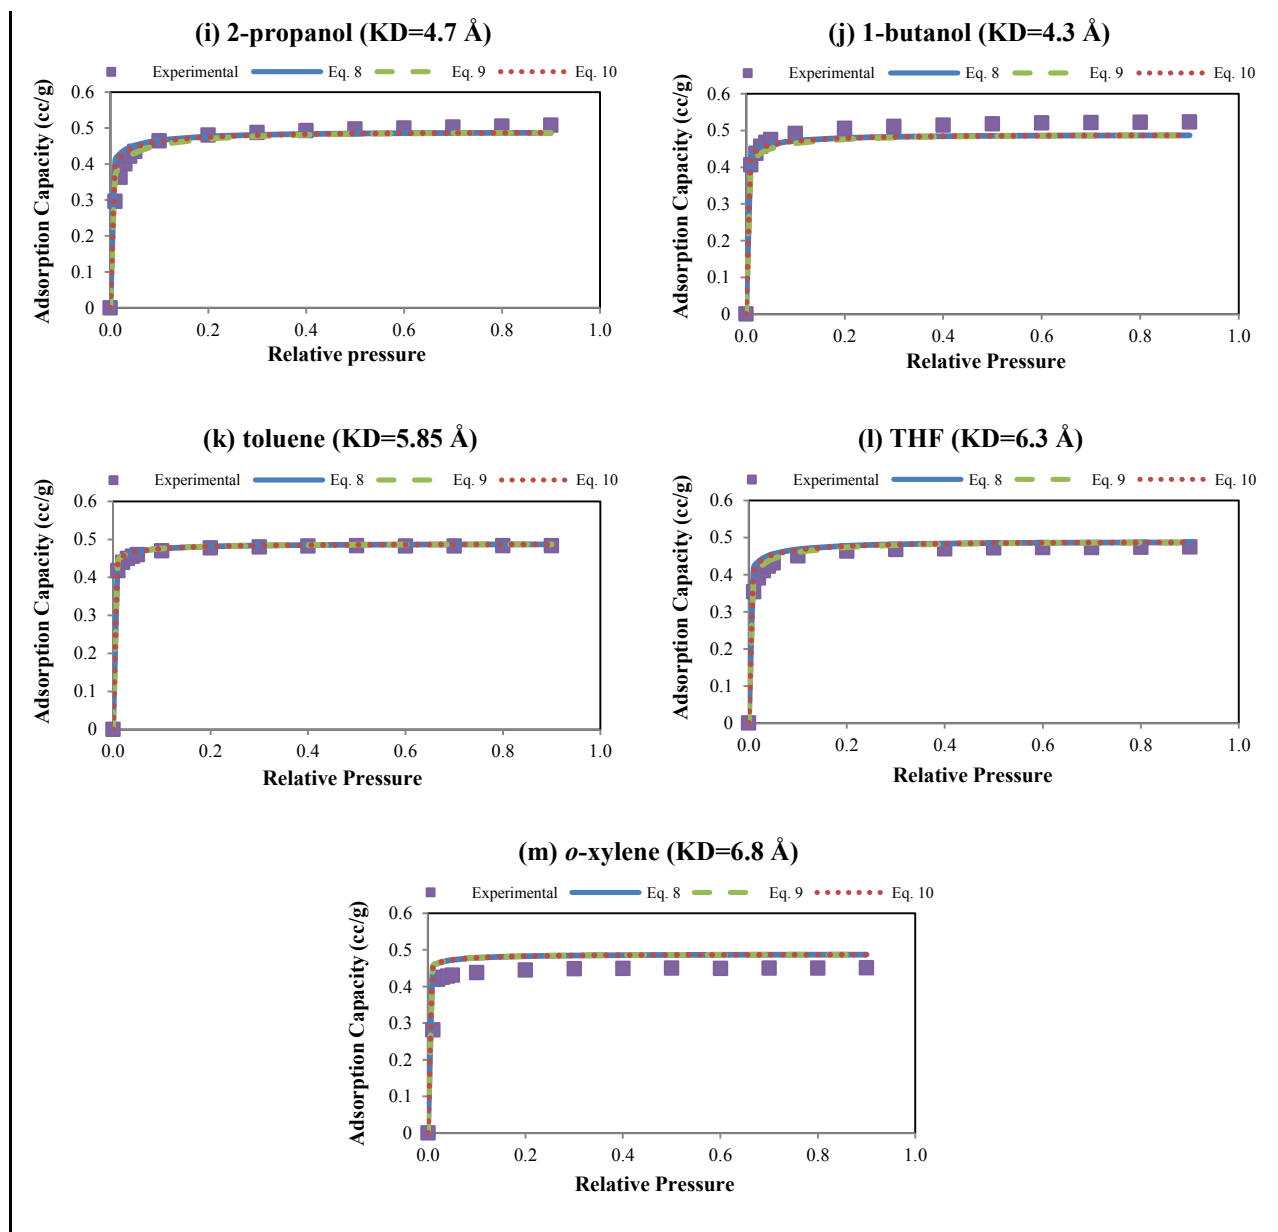 (i) 2-propanol (KD=4.7 Å)
Experimental Eq. 8 Eq. 9 Eq. 10
Adsorption Capacity (cc/g)
0.6
0.5
0.4
0.3
0.2
0.1
0
0.0 0.2 0.4 0.6 0.8 1.0
Relative pressure
(j) 1-butanol (KD=4.3 Å)
Experimental Eq. 8 Eq. 9 Eq. 10
Adsorption Capacity (cc/g)
0.6
0.5
0.4
0.3
0.2
0.1
0
0.0 0.2 0.4 0.6 0.8 1.0
Relative Pressure
(k) toluene (KD=5.85 Å)
Experimental Eq. 8 Eq. 9 Eq. 10
Adsorption Capacity (cc/g)
0.6
0.5
0.4
0.3
0.2
0.1
0
0.0 0.2 0.4 0.6 0.8 1.0
Relative Pressure
(l) THF (KD=6.3 Å)
Experimental Eq. 8 Eq. 9 Eq. 10
Adsorption Capacity (cc/g)
0.6
0.5
0.4
0.3
0.2
0.1
0
0.0 0.2 0.4 0.6 0.8 1.0
Relative Pressure
(m) o-xylene (KD=6.8 Å)
Experimental Eq. 8 Eq. 9 Eq. 10
Adsorption Capacity (cc/g)
0.6
0.5
0.4
0.3
0.2
0.1
0
0.0 0.2 0.4 0.6 0.8 1.0
Relative Pressure